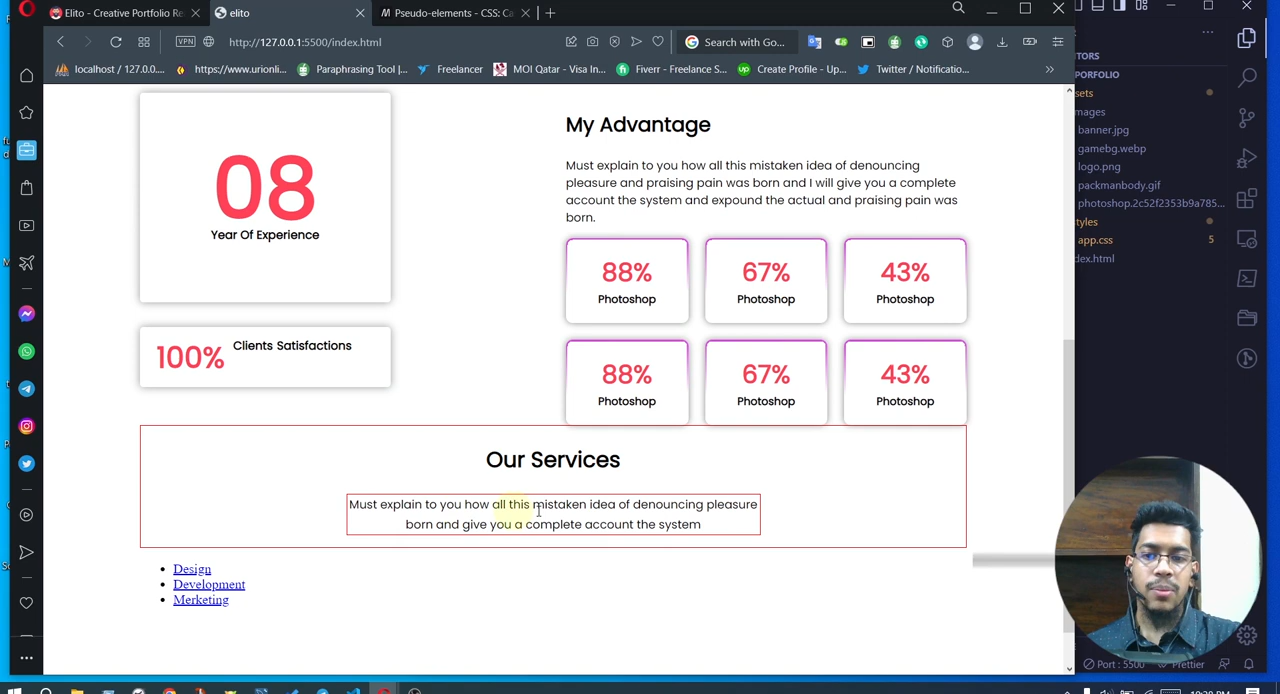 Elito - Creative Portfolio Re
elito
Pseudo-elements - CSS: Ca
VPN
http://127.0.0.1:5500/index.html
Search with Go...
localhost / 127.0....
https://www.urionli...
Paraphrasing Tool |...
Freelancer
MOI Qatar - Visa In...
Fiverr - Freelance S...
Create Profile - Up...
Twitter / Notificatio...
08
Year Of Experience
100% Clients Satisfactions
My Advantage
Must explain to you how all this mistaken idea of denouncing
pleasure and praising pain was born and I will give you a complete
account the system and expound the actual and praising pain was
born.
88%
Photoshop
67%
Photoshop
43%
Photoshop
88%
Photoshop
67%
Photoshop
43%
Photoshop
Our Services
Must explain to you how all this mistaken idea of denouncing pleasure
born and give you a complete account the system
Design
Development
Merketing
TORS
PORFOLIO
sets
mages
banner.jpg
gamebg.webp
logo.png
packmanbody.gif
photoshop.2c52f2353b9a785...
tyles
app.css 5
dex.html
Port : 5500
Prettier